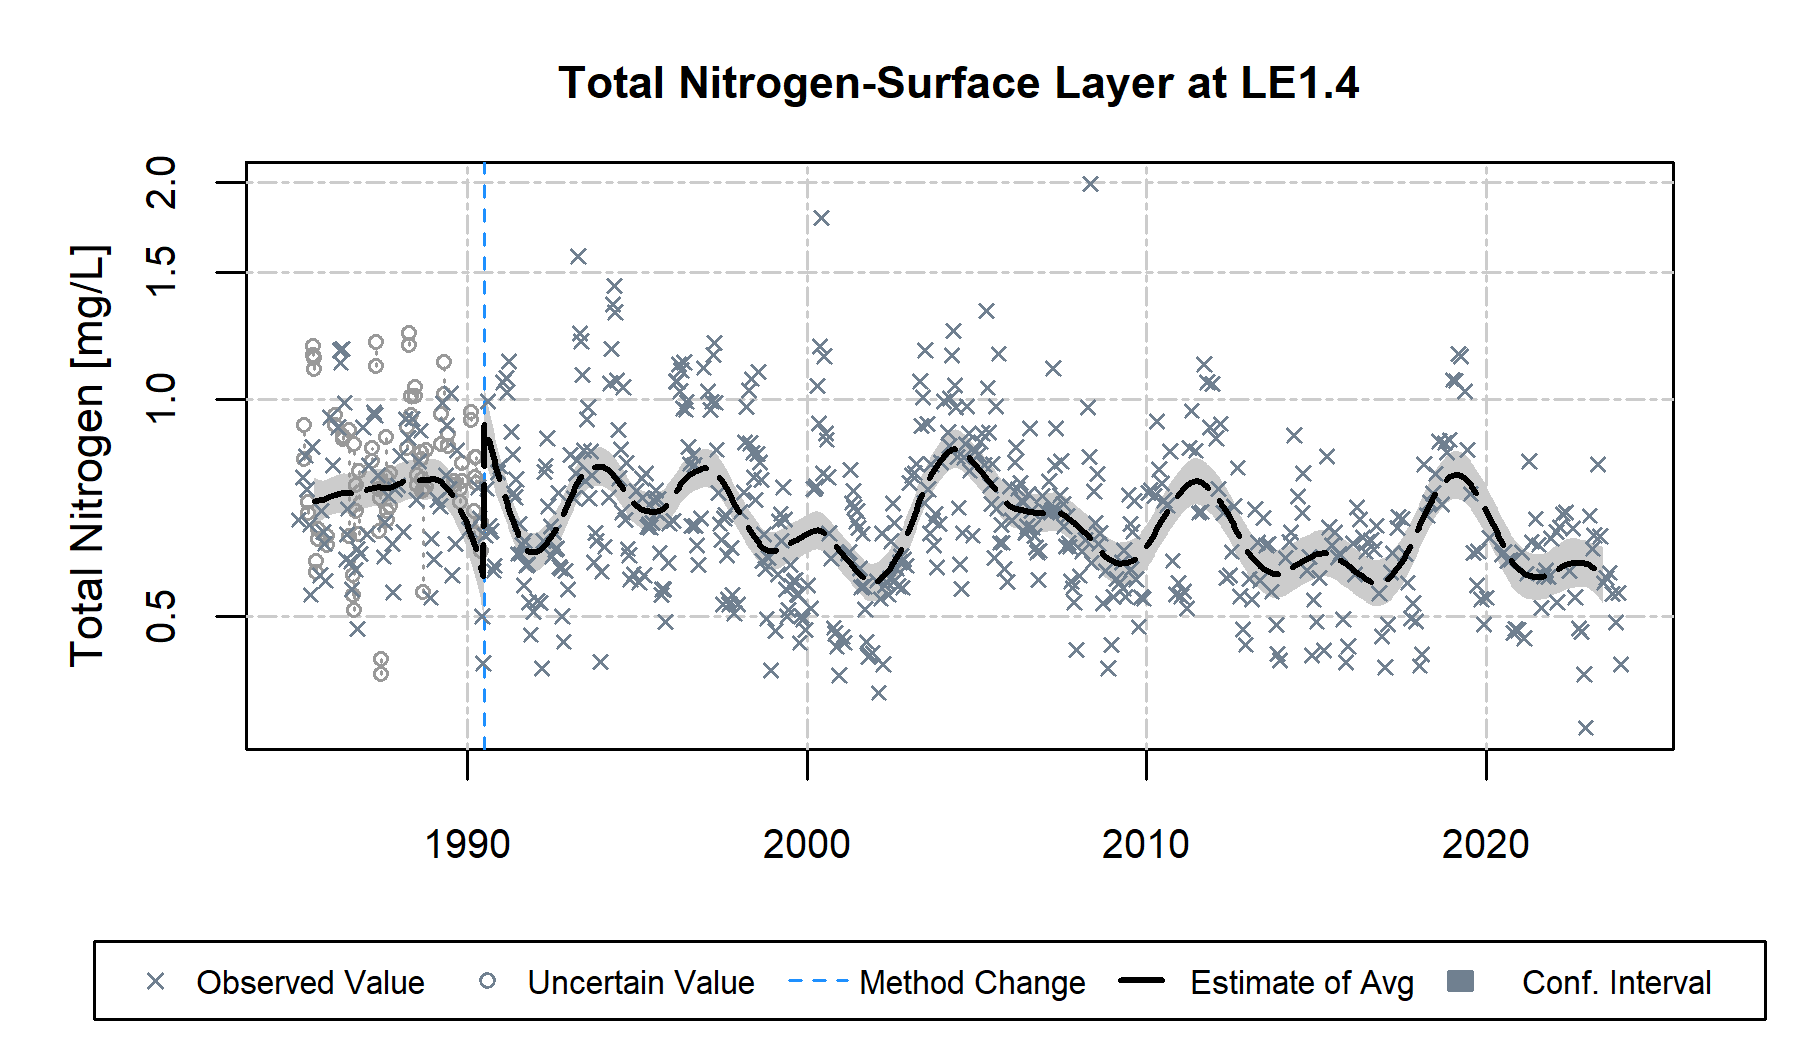 Total Nitrogen-Surface Layer at LE1.4
Total Nitrogen [mg/L]
2.0
1.5
1.0
0.5
1990 2000 2010 2020
Observed Value Uncertain Value Method Change Estimate of Avg Conf. Interval